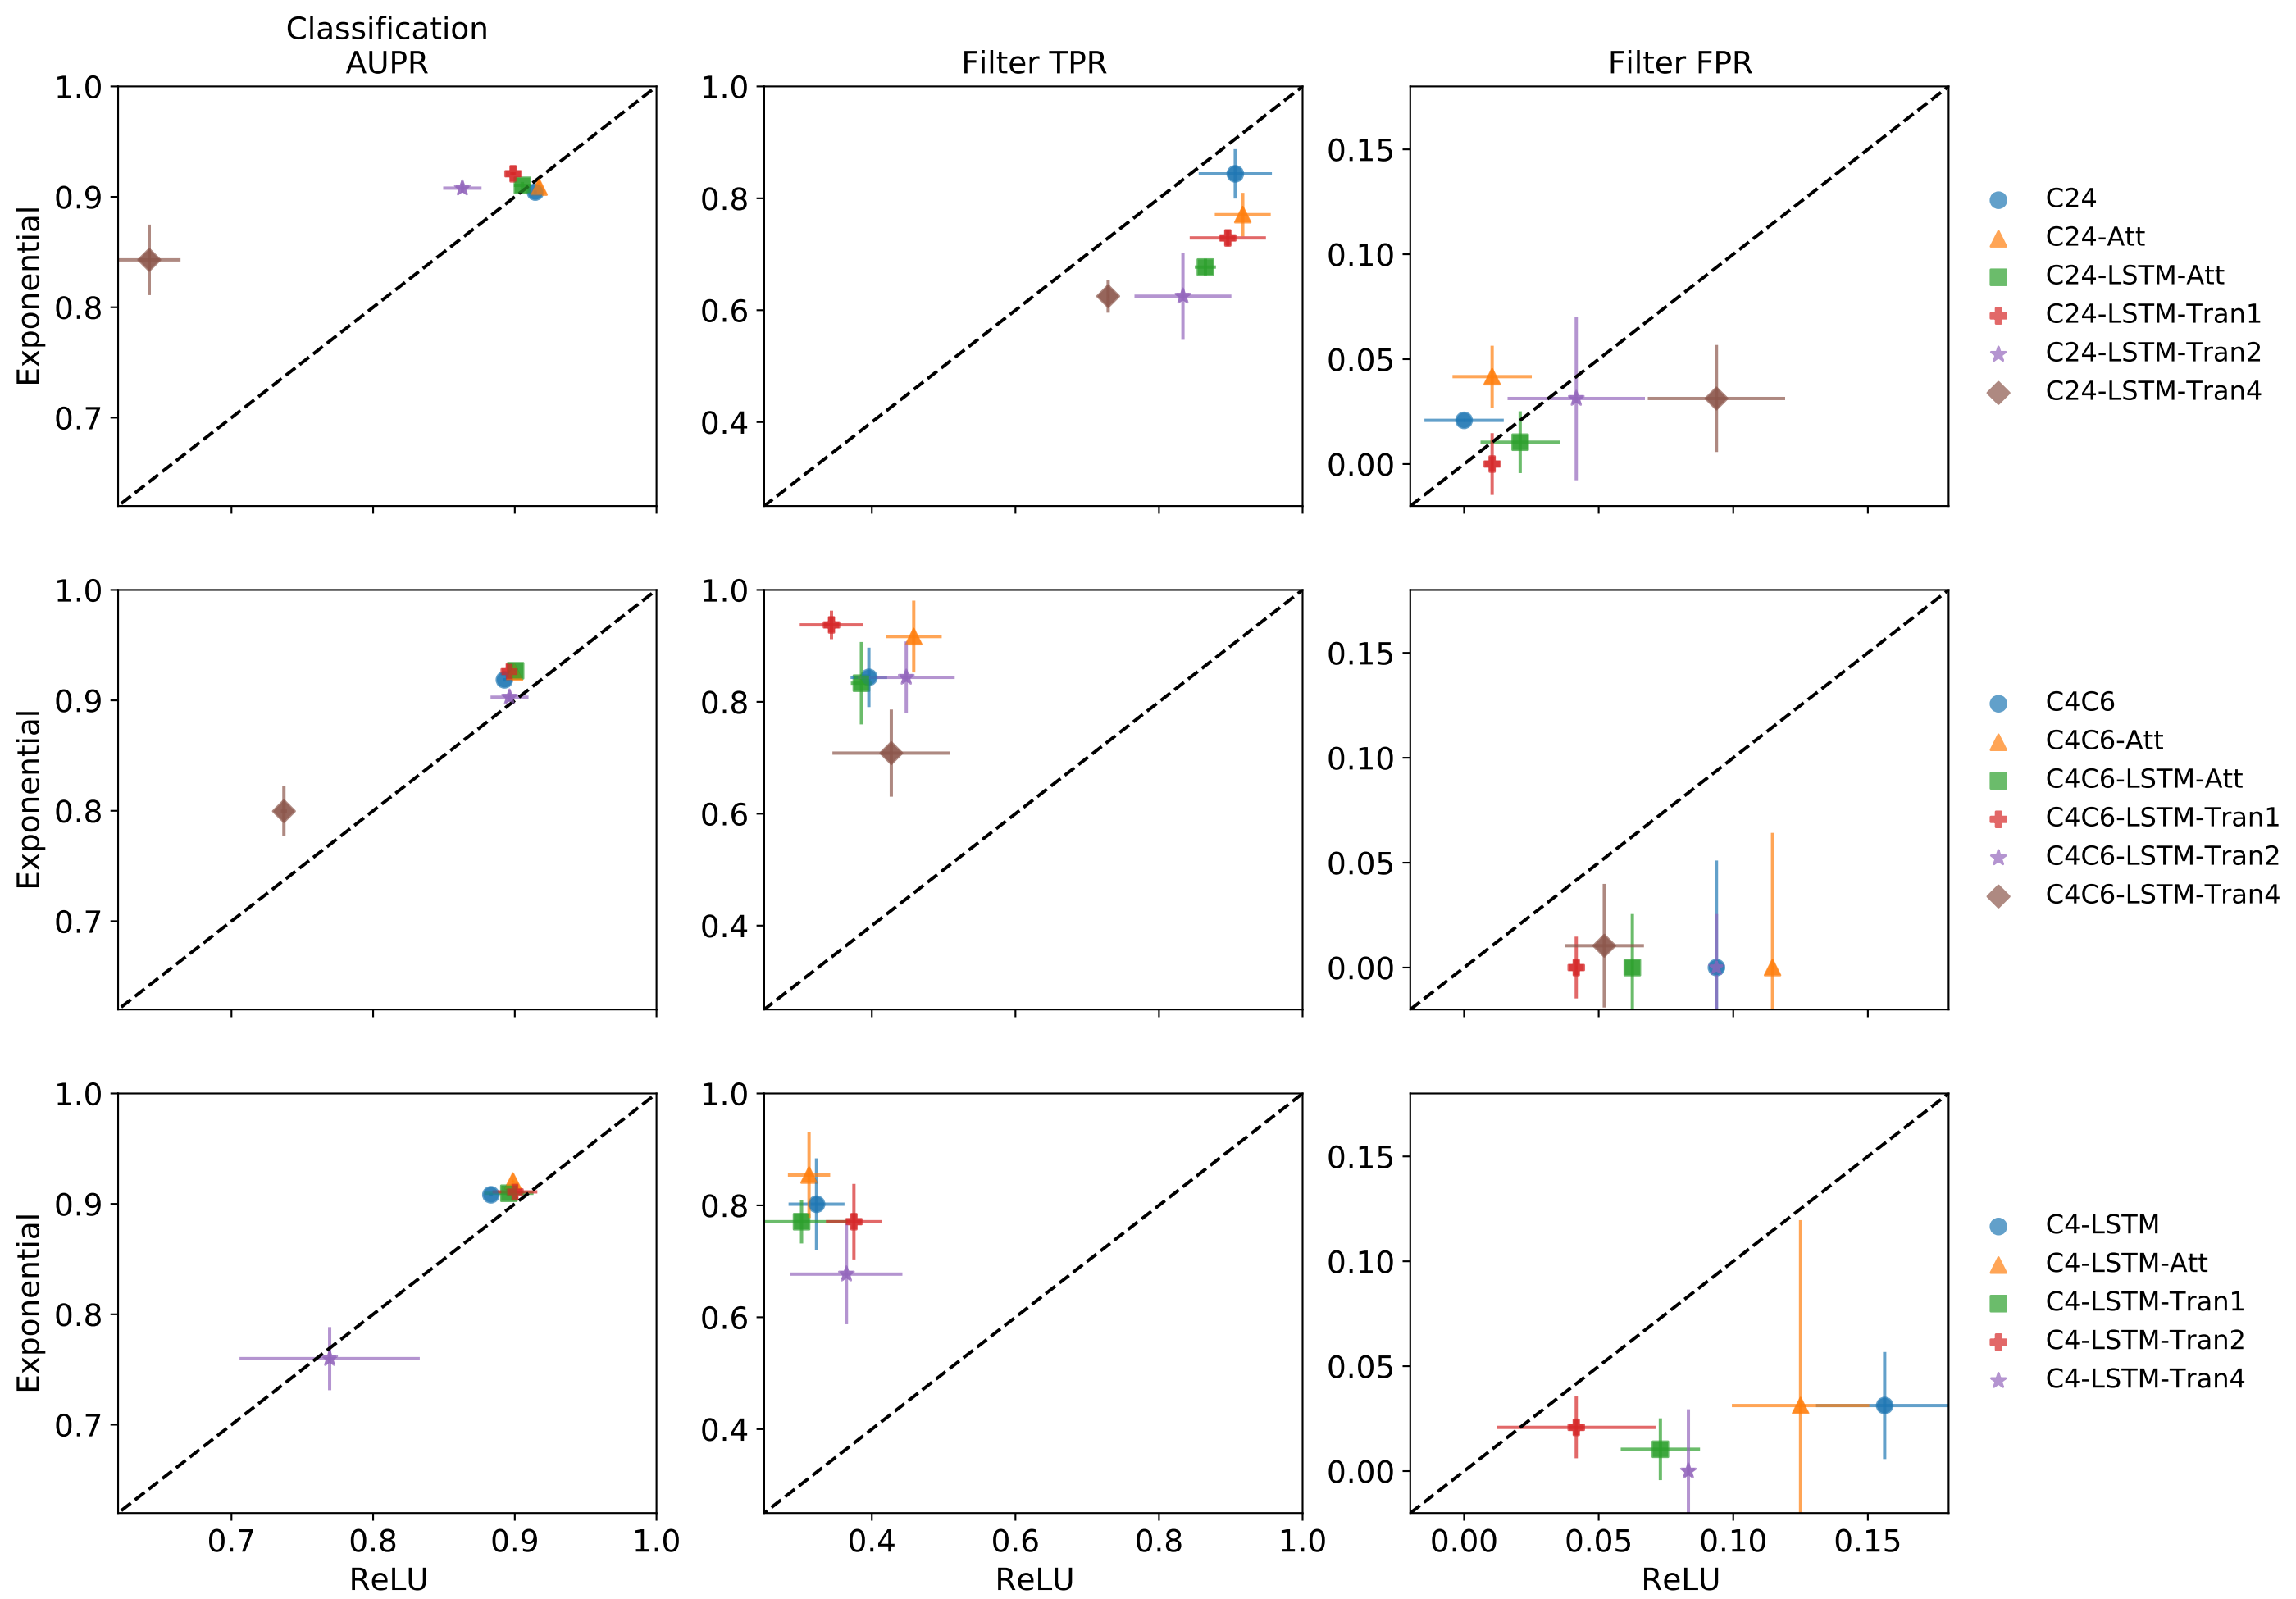 Classification
AUPR
Filter TPR
Filter FPR
1.0
0.9
0.8
0.7
Exponential
1.0
0.8
0.6
0.4
0.15
0.10
0.05
0.00
C24
C24-Att
C24-LSTM-Att
C24-LSTM-Tran1
C24-LSTM-Tran2
C24-LSTM-Tran4
1.0
0.9
0.8
0.7
Exponential
1.0
0.8
0.6
0.4
0.15
0.10
0.05
0.00
C4C6
C4C6-Att
C4C6-LSTM-Att
C4C6-LSTM-Tran1
C4C6-LSTM-Tran2
C4C6-LSTM-Tran4
1.0
0.9
0.8
0.7
Exponential
0.7 0.8 0.9 1.0
ReLU
1.0
0.8
0.6
0.4
0.4 0.6 0.8 1.0
ReLU
0.15
0.10
0.05
0.00
0.00 0.05 0.10 0.15
ReLU
C4-LSTM
C4-LSTM-Att
C4-LSTM-Tran1
C4-LSTM-Tran2
C4-LSTM-Tran4